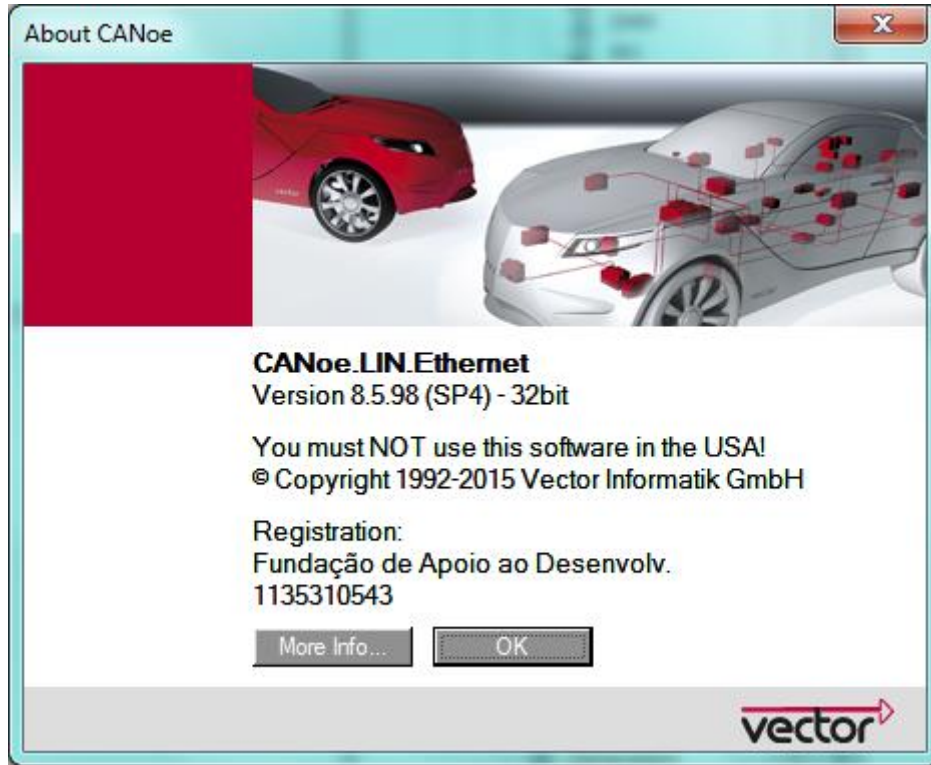 About CANoe
CANoe.LIN.Ethernet
Version 8.5.98 (SP4) - 32bit
You must NOT use this software in the USA!
© Copyright 1992-2015 Vector Informatik GmbH
Registration:
Fundação de Apoio ao Desenvolv.
1135310543
More Info...
OK
vector